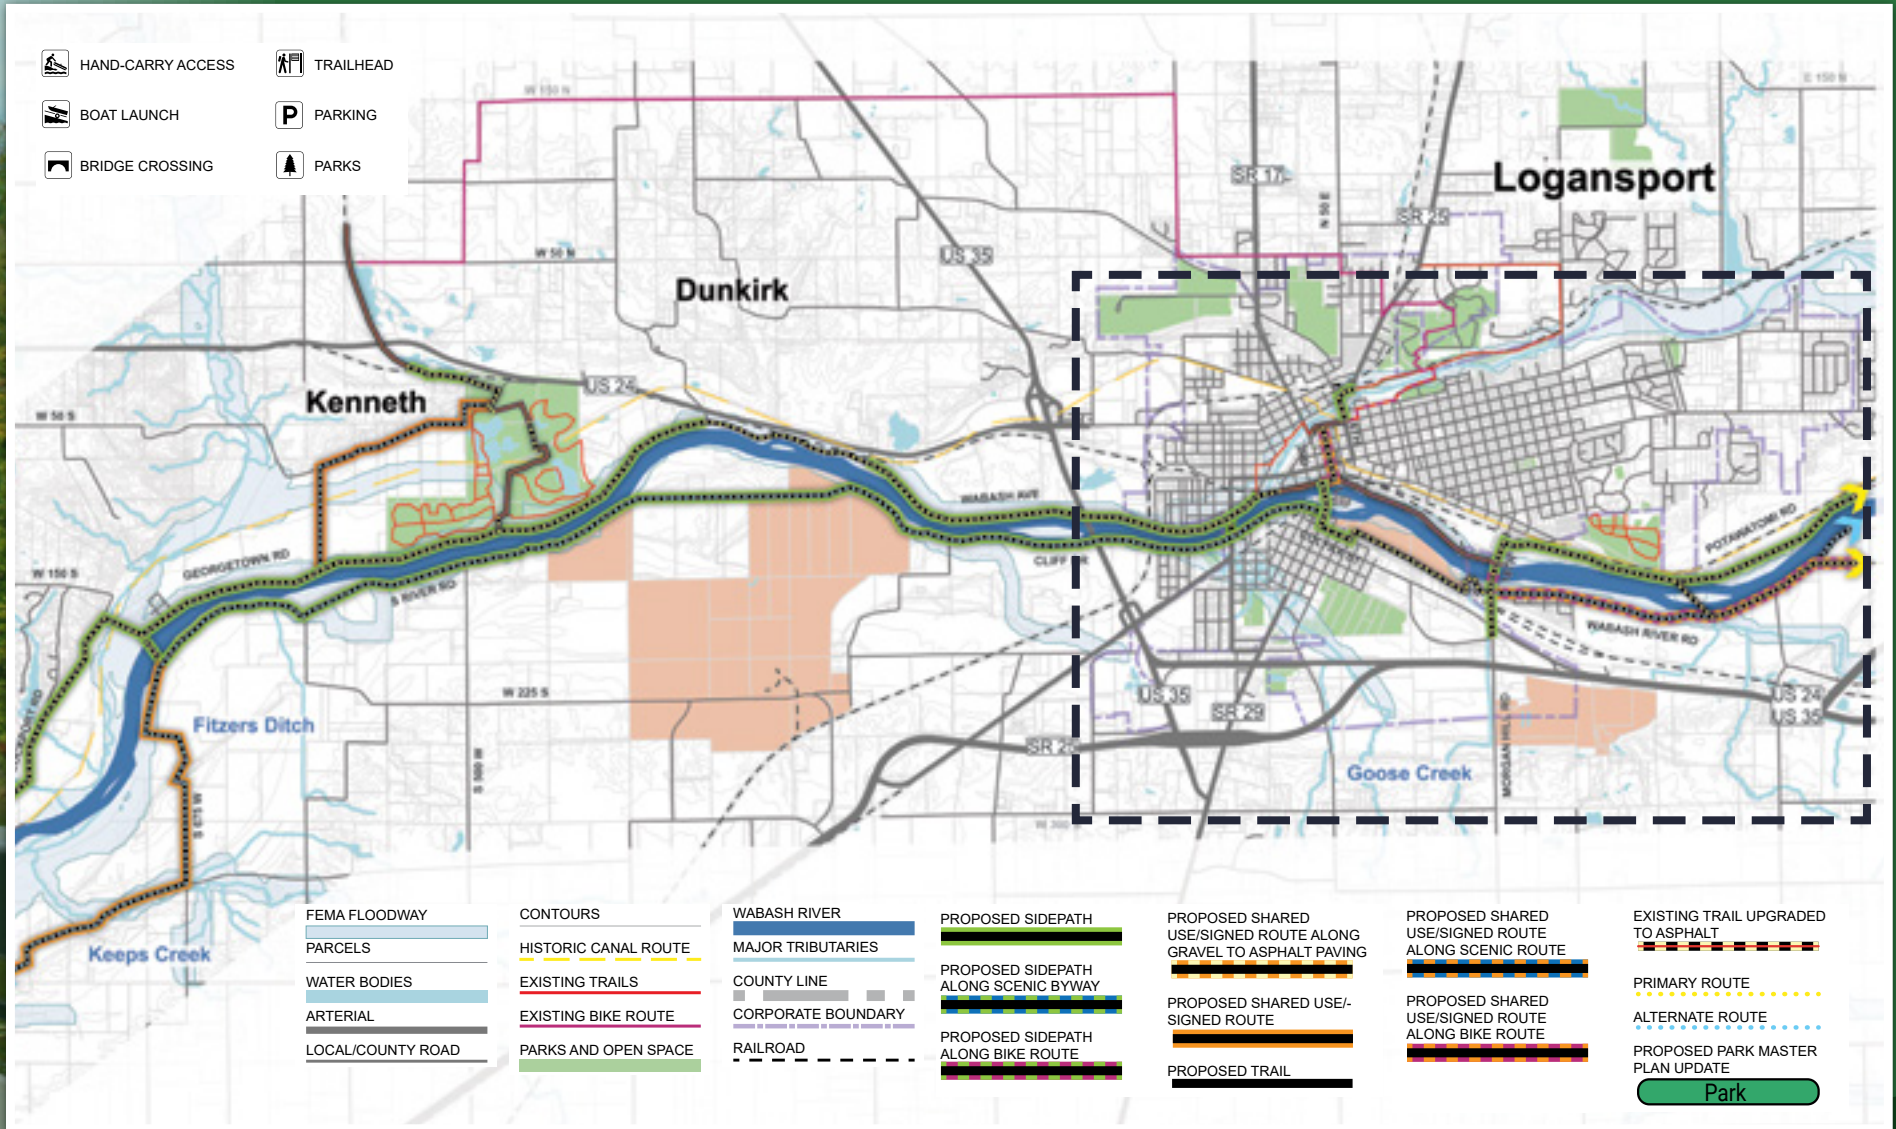 HAND-CARRY ACCESS
TRAILHEAD
BOAT LAUNCH
P
PARKING
BRIDGE CROSSING
PARKS
W 150 N
E 150 N
SR 17
Logansport
N 50 E
SR 25
W 50 N
US 35
Dunkirk
US 24
Kenneth
W 50 S
WABASH AVE
POTAWATOMI RD
GEORGETOWN RD
CLIFF
W 150 S
S RIVER RD
WABASH RIVER RD
W 225 S
US 35
US 24
US 35
SR 29
Fitzers Ditch
MORGAN HILL RD
SR 25
S 500 W
Goose Creek
S 675 W
W 300
Keeps Creek
FEMA FLOODWAY
PARCELS
WATER BODIES
ARTERIAL
LOCAL/COUNTY ROAD
CONTOURS
HISTORIC CANAL ROUTE
EXISTING TRAILS
EXISTING BIKE ROUTE
PARKS AND OPEN SPACE
WABASH RIVER
MAJOR TRIBUTARIES
COUNTY LINE
CORPORATE BOUNDARY
RAILROAD
PROPOSED SIDEPATH
PROPOSED SIDEPATH
ALONG SCENIC BYWAY
PROPOSED SIDEPATH
ALONG BIKE ROUTE
PROPOSED SHARED
USE/SIGNED ROUTE ALONG
GRAVEL TO ASPHALT PAVING
PROPOSED SHARED USE/-
SIGNED ROUTE
PROPOSED TRAIL
PROPOSED SHARED
USE/SIGNED ROUTE
ALONG SCENIC ROUTE
PROPOSED SHARED
USE/SIGNED ROUTE
ALONG BIKE ROUTE
EXISTING TRAIL UPGRADED
TO ASPHALT
PRIMARY ROUTE
ALTERNATE ROUTE
PROPOSED PARK MASTER
PLAN UPDATE
Park